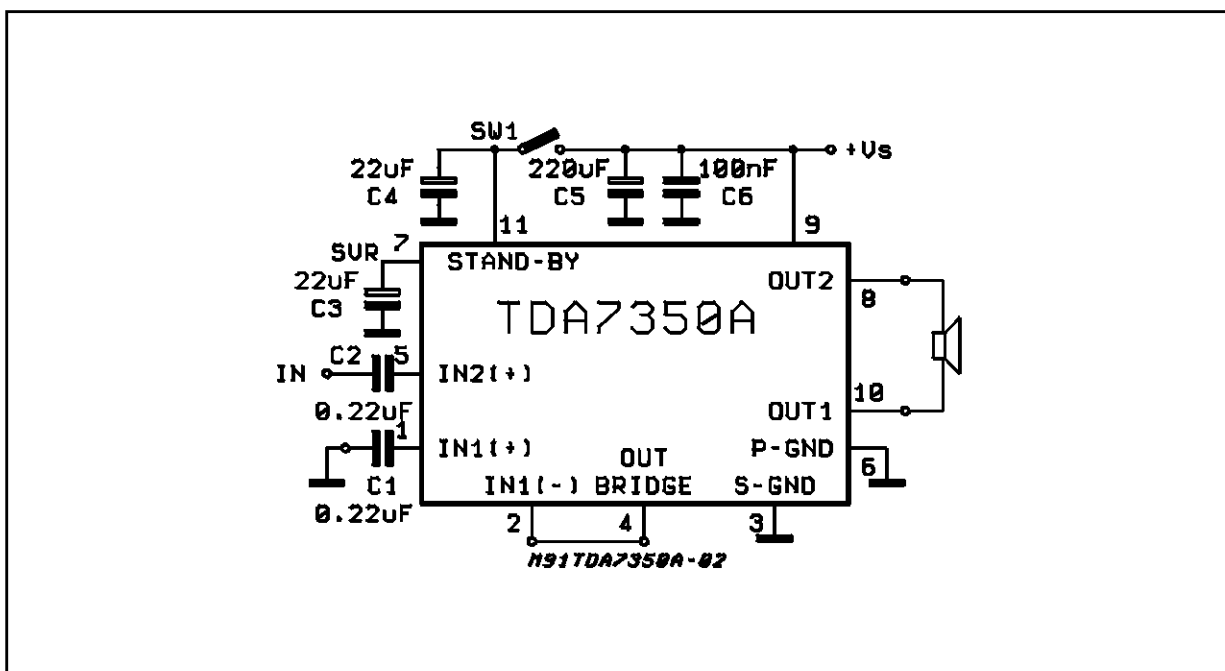 SW1
+Vs
22uF
C4
220uF
C5
100nF
C6
11
9
SVR
7
STAND-BY
22uF
C3
TDA7350A
OUT2
8
C2
5
IN
IN2(+)
0.22uF
10
OUT1
1
IN1(+)
C1
0.22uF
P-GND
6
OUT
BRIDGE
IN1(-)
S-GND
2
4
3
M91TDA7350A-02